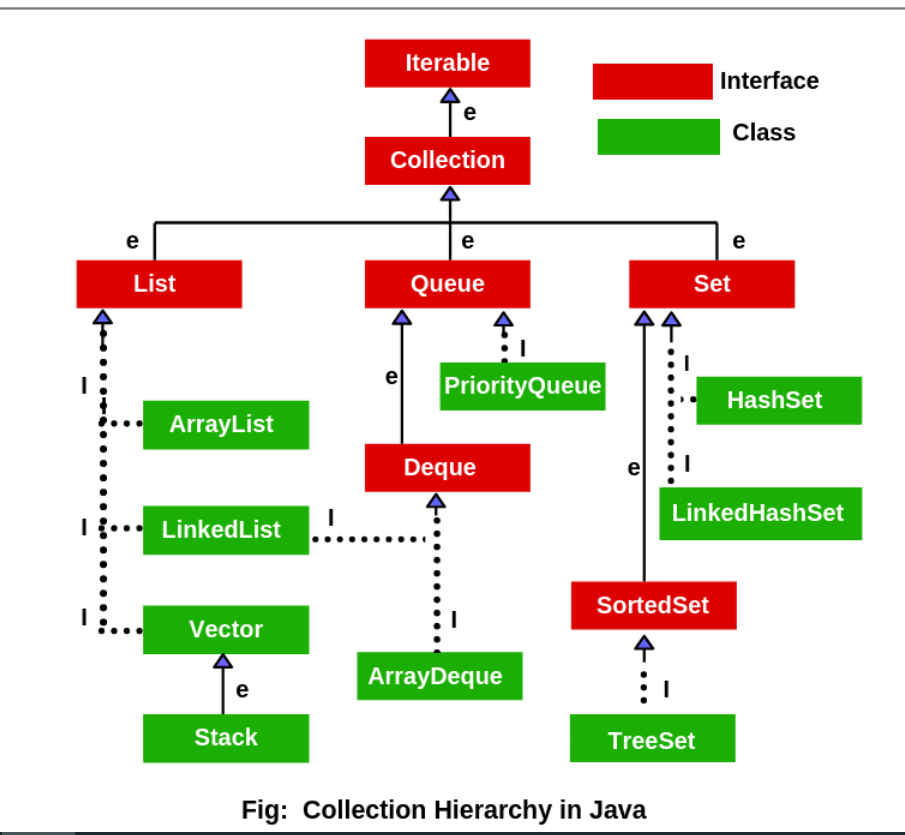 Iterable
Interface
e
Class
Collection
e
e
e
List
Queue
Set
I
I
I
e
PriorityQueue
HashSet
ArrayList
Deque
e
I
LinkedHashSet
I
LinkedList
I
SortedSet
I
Vector
I
ArrayDeque
e
I
Stack
TreeSet
Fig: Collection Hierarchy in Java